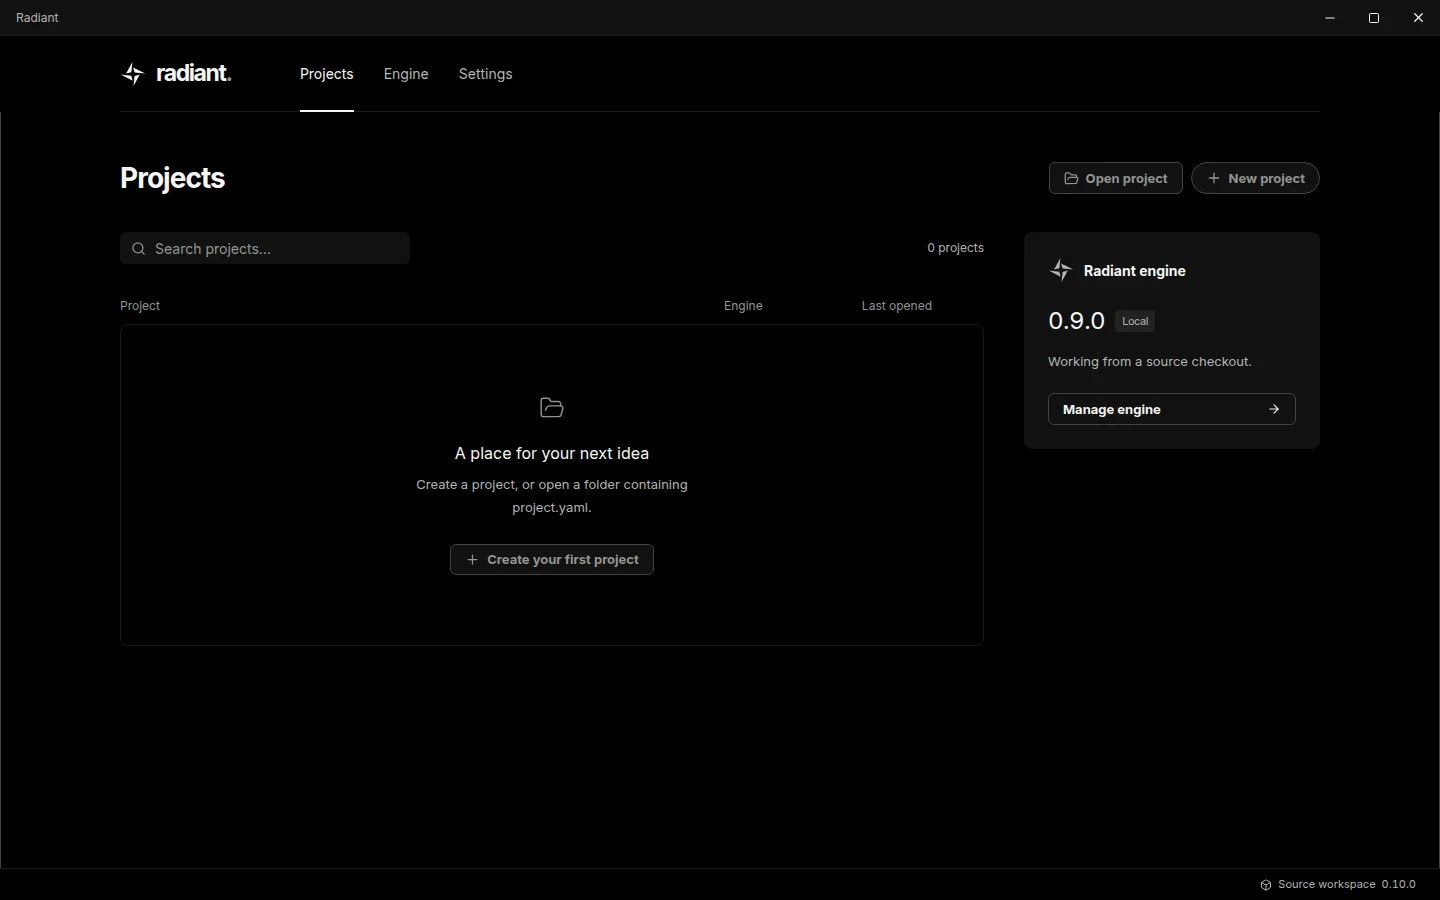 Radiant
radiant.
Projects
Engine
Settings
Projects
Open project
New project
Search projects...
0 projects
Project
Engine
Last opened
A place for your next idea
Create a project, or open a folder containing
project.yaml.
Create your first project
Radiant engine
0.9.0
Local
Working from a source checkout.
Manage engine
Source workspace 0.10.0